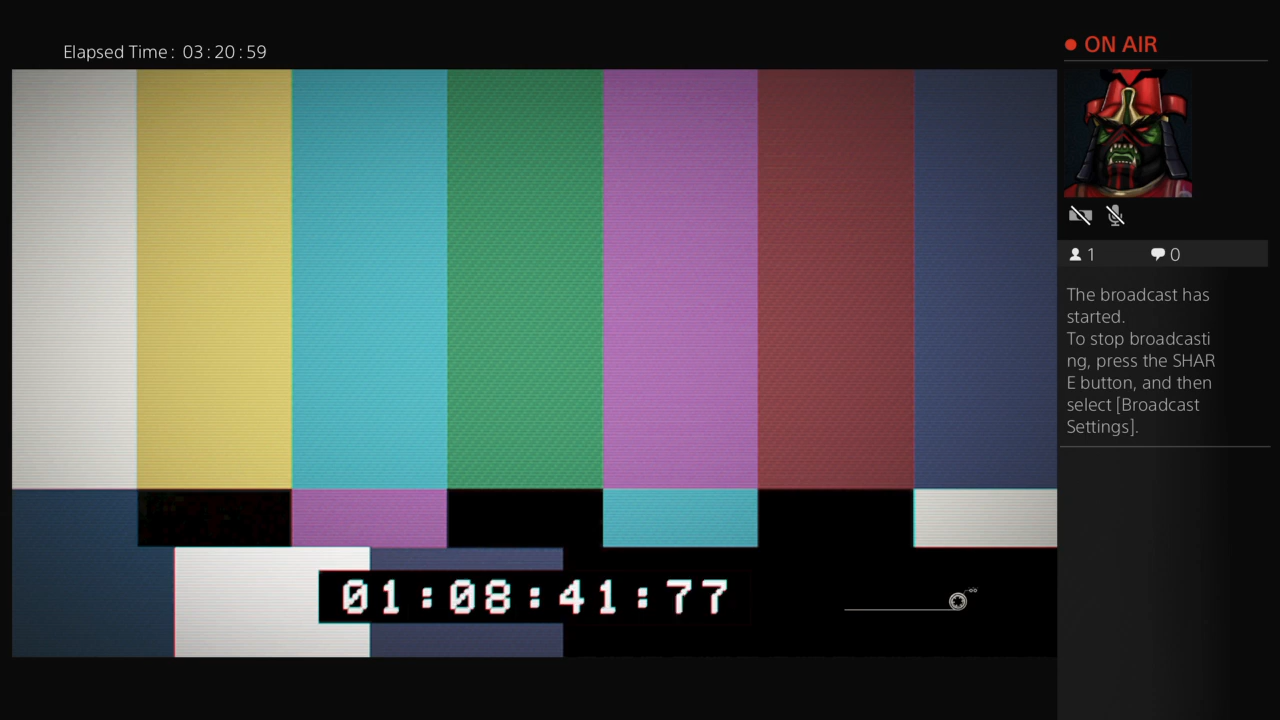 Elapsed Time: 03:20:59
ON AIR
1 0
The broadcast has
started.
To stop broadcasti
ng, press the SHAR
E button, and then
select [Broadcast
Settings].
01:08:41:77